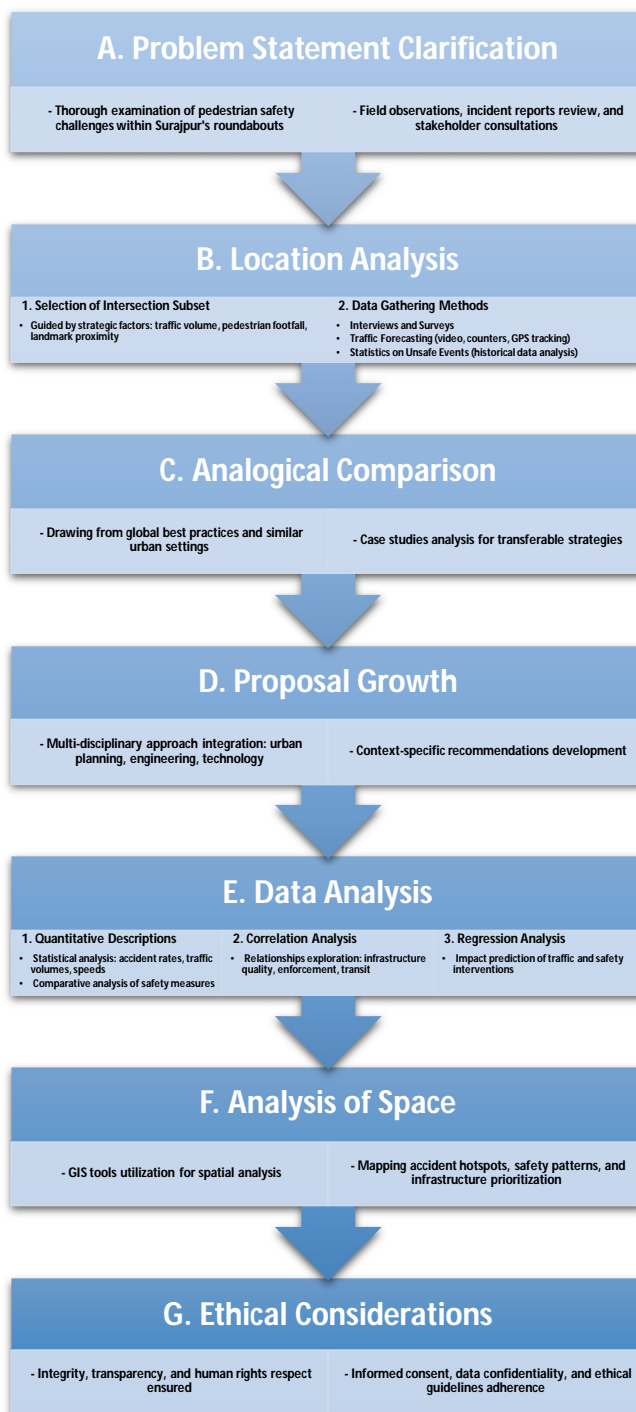 A. Problem Statement Clarification
- Thorough examination of pedestrian safety
challenges within Surajpur's roundabouts
- Field observations, incident reports review, and
stakeholder consultations
B. Location Analysis
1. Selection of Intersection Subset
• Guided by strategic factors: traffic volume, pedestrian footfall,
landmark proximity
2. Data Gathering Methods
• Interviews and Surveys
• Traffic Forecasting (video, counters, GPS tracking)
• Statistics on Unsafe Events (historical data analysis)
C. Analogical Comparison
- Drawing from global best practices and similar
urban settings
- Case studies analysis for transferable strategies
D. Proposal Growth
- Multi-disciplinary approach integration: urban
planning, engineering, technology
- Context-specific recommendations development
E. Data Analysis
1. Quantitative Descriptions
• Statistical analysis: accident rates, traffic
volumes, speeds
• Comparative analysis of safety measures
2. Correlation Analysis
• Relationships exploration: infrastructure
quality, enforcement, transit
3. Regression Analysis
• Impact prediction of traffic and safety
interventions
F. Analysis of Space
- GIS tools utilization for spatial analysis
- Mapping accident hotspots, safety patterns, and
infrastructure prioritization
G. Ethical Considerations
- Integrity, transparency, and human rights respect
ensured
- Informed consent, data confidentiality, and ethical
guidelines adherence